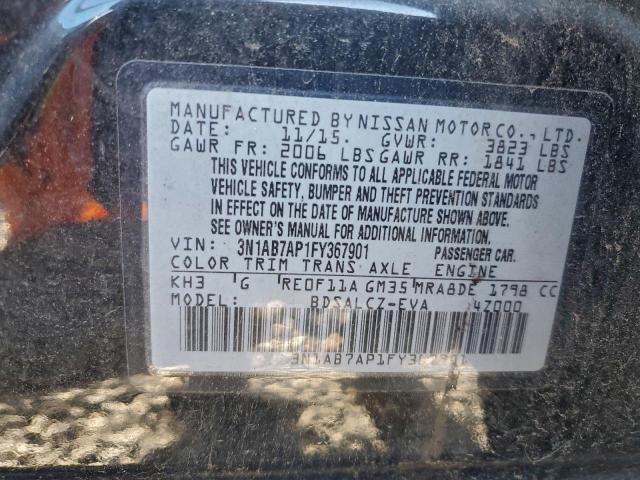 MANUFACTURED BY NISSAN MOTOR CO., LTD.
DATE: 11/15. GVWR: 3823 LBS
GAWR FR: 2006 LBS GAWR RR: 1841 LBS
THIS VEHICLE CONFORMS TO ALL APPLICABLE FEDERAL MOTOR
VEHICLE SAFETY, BUMPER AND THEFT PREVENTION STANDARDS
IN EFFECT ON THE DATE OF MANUFACTURE SHOWN ABOVE.
SEE OWNER'S MANUAL FOR ADDITIONAL INFORMATION.
VIN: 3N1AB7AP1FY367901 PASSENGER CAR.
COLOR TRIM TRANS AXLE ENGINE
KH3 G RE0F11A GM35 MRA8DE 1798 CC
MODEL: BDSALCZ-EVA 4Z000
3N1AB7AP1FY367901